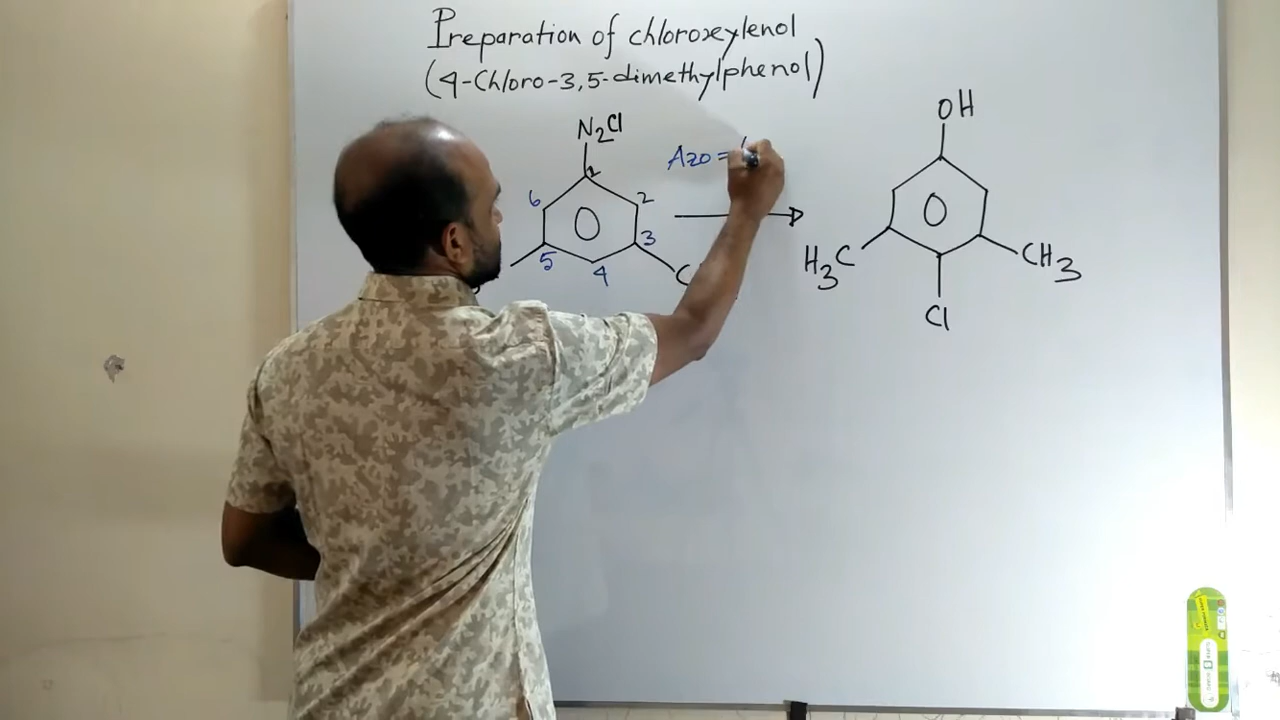 Preparation of chloroxylenol
(4-Chloro-3,5-dimethylphenol)
N2Cl
Azo =
OH
1
2
3
4
5
6
C
H3C
CH3
Cl